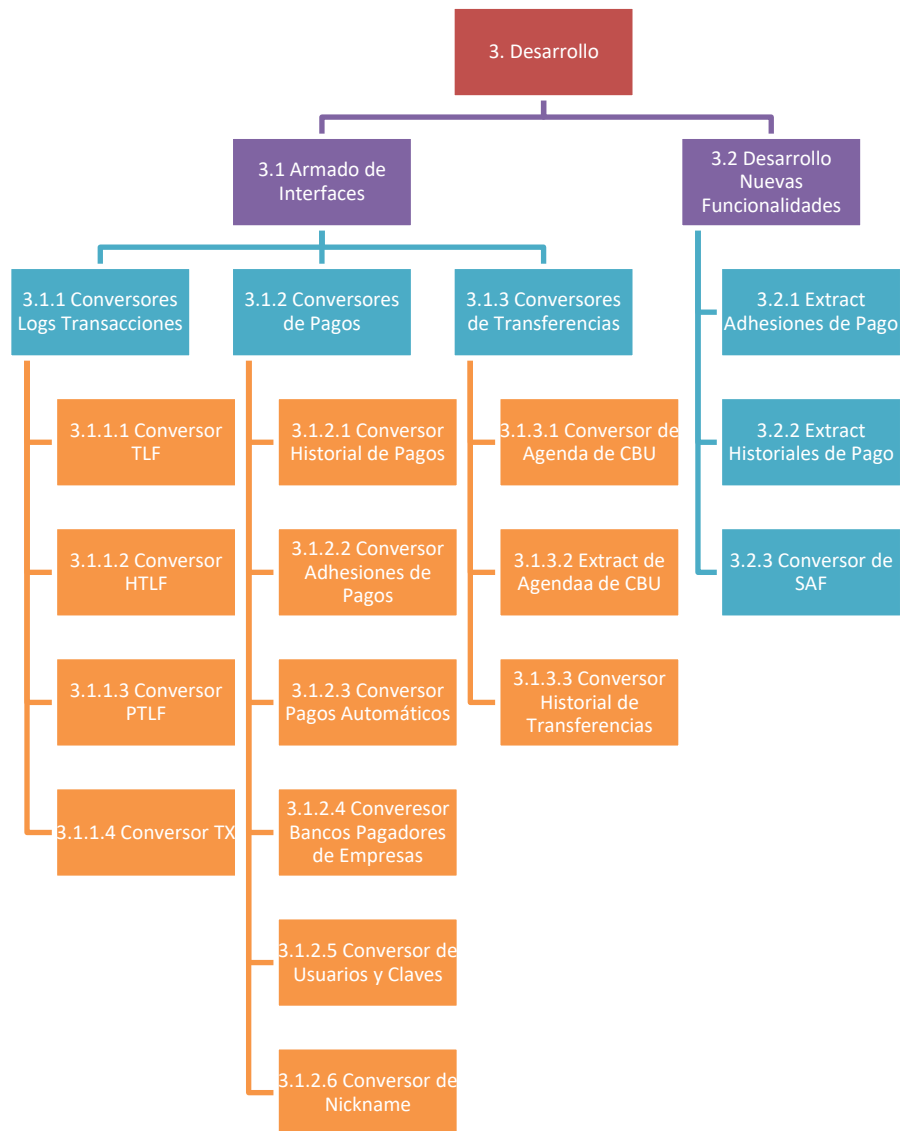 3. Desarrollo
3.1 Armado de
Interfaces
3.2 Desarrollo
Nuevas
Funcionalidades
3.1.1 Conversores
Logs Transacciones
3.1.2 Conversores
de Pagos
3.1.3 Conversores
de Transferencias
3.2.1 Extract
Adhesiones de Pago
3.1.1.1 Conversor
TLF
3.1.2.1 Conversor
Historial de Pagos
3.1.3.1 Conversor de
Agenda de CBU
3.2.2 Extract
Historiales de Pago
3.1.1.2 Conversor
HTLF
3.1.2.2 Conversor
Adhesiones de
Pagos
3.1.3.2 Extract de
Agendaa de CBU
3.2.3 Conversor de
SAF
3.1.1.3 Conversor
PTLF
3.1.2.3 Conversor
Pagos Automáticos
3.1.3.3 Conversor
Historial de
Transferencias
3.1.1.4 Conversor TX
3.1.2.4 Converesor
Bancos Pagadores
de Empresas
3.1.2.5 Conversor de
Usuarios y Claves
3.1.2.6 Conversor de
Nickname